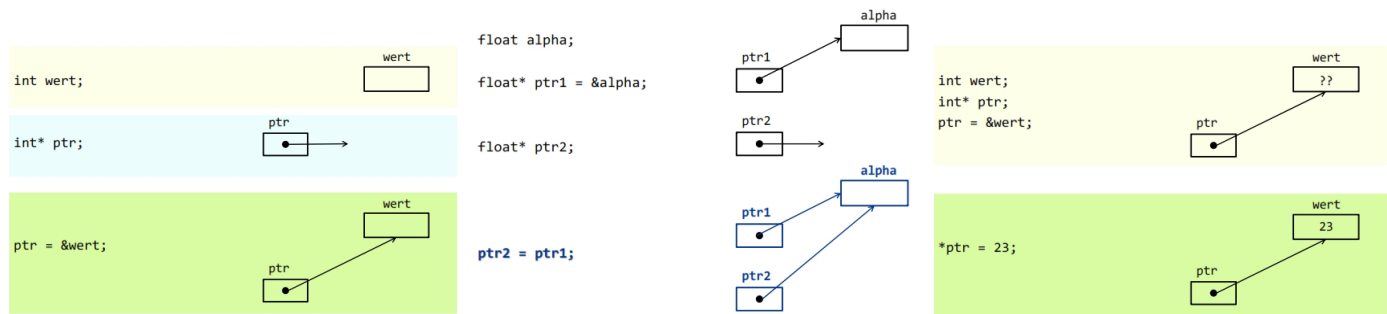 wert
int wert;
ptr
int* ptr;
wert
ptr = &wert;
ptr
alpha
float alpha;
ptr1
float* ptr1 = &alpha;
ptr2
float* ptr2;
alpha
ptr1
ptr2 = ptr1;
ptr2
wert
int wert;
??
int* ptr;
ptr = &wert;
ptr
wert
23
*ptr = 23;
ptr